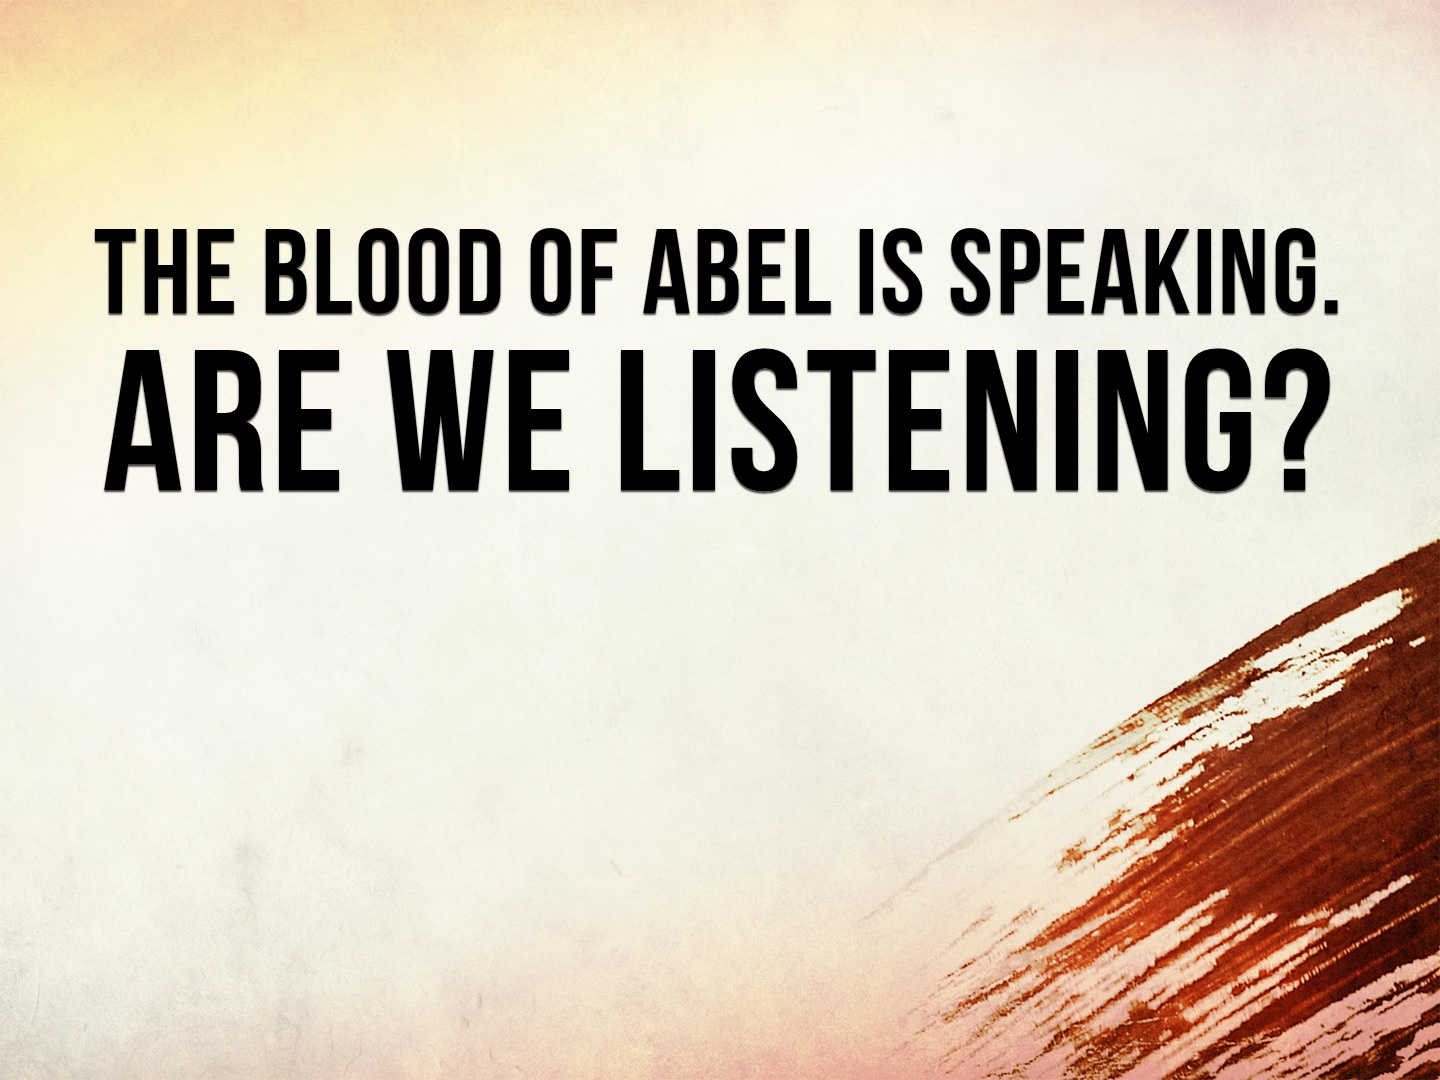 THE BLOOD OF ABEL IS SPEAKING.
ARE WE LISTENING?